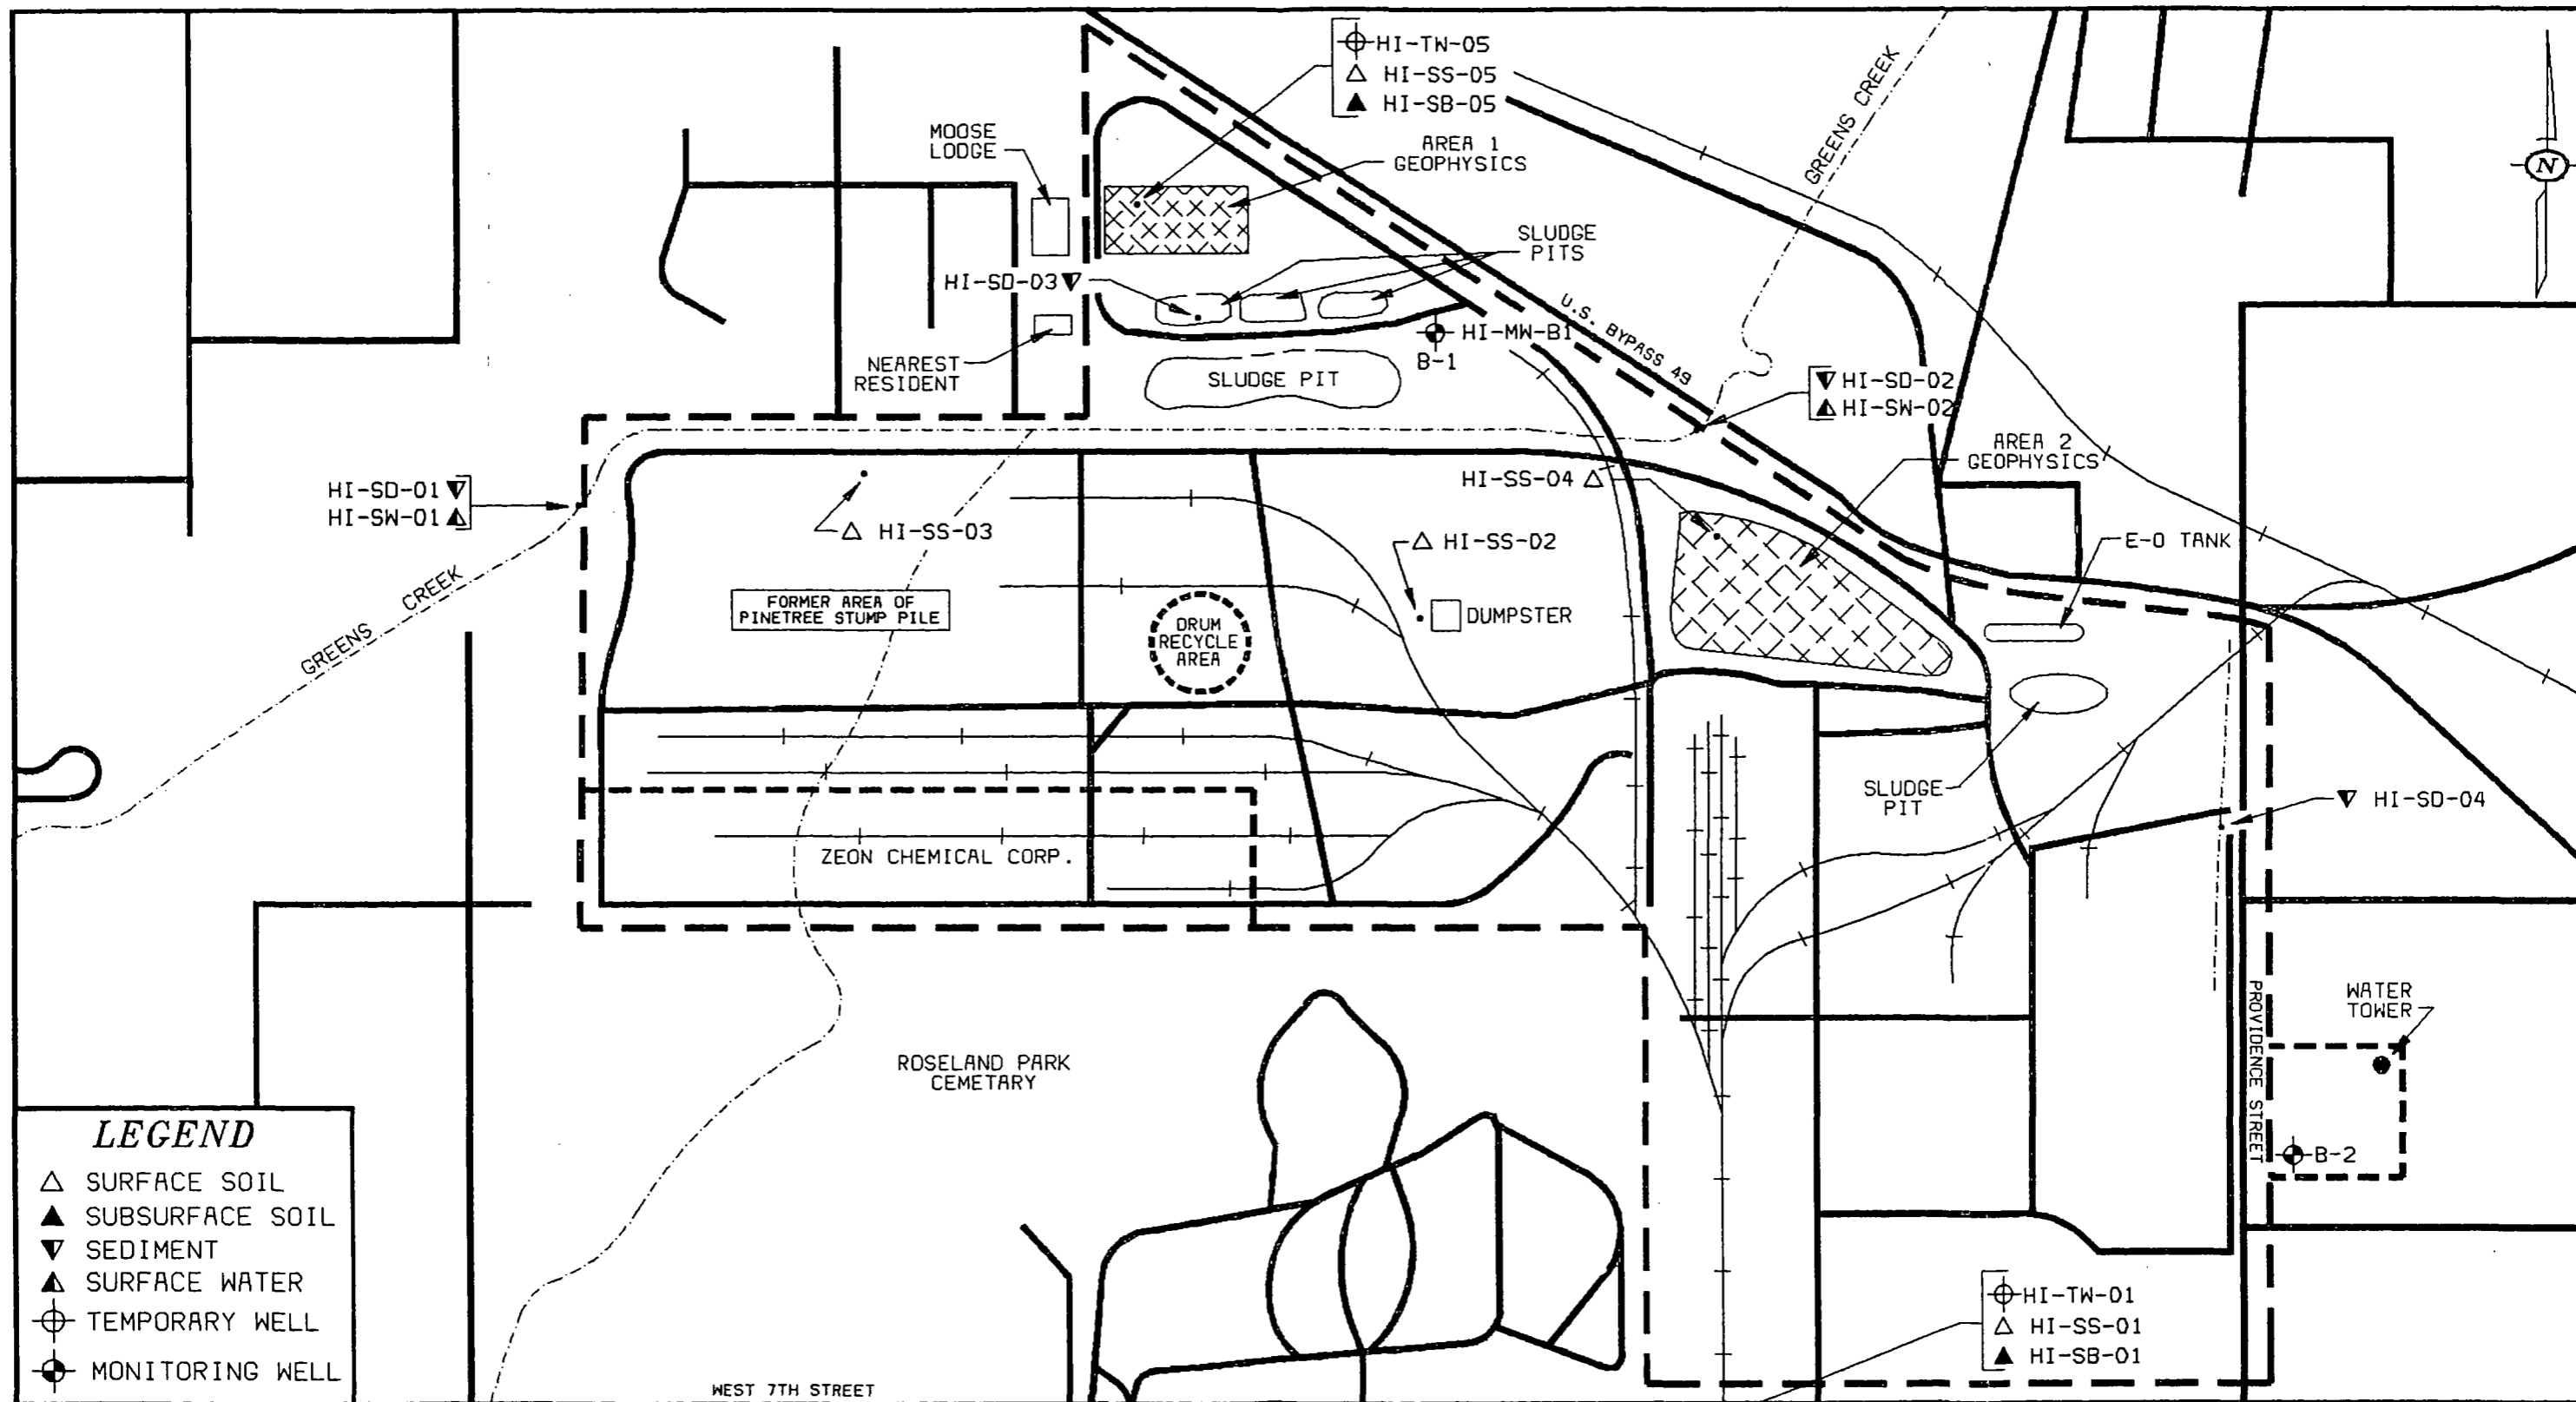 HI-TW-05
HI-SS-05
HI-SB-05
GREENS CREEK
N
MOOSE
LODGE
AREA 1
GEOPHYSICS
SLUDGE
PITS
HI-SD-03
U.S. BYPASS 49
HI-MW-B1
B-1
NEAREST
RESIDENT
SLUDGE PIT
HI-SD-02
HI-SW-02
AREA 2
GEOPHYSICS
HI-SS-04
HI-SD-01
HI-SW-01
HI-SS-03
HI-SS-02
E-O TANK
GREENS CREEK
FORMER AREA OF
PINETREE STUMP PILE
DRUM
RECYCLE
AREA
DUMPSTER
SLUDGE
PIT
HI-SD-04
ZEON CHEMICAL CORP.
WATER
TOWER
PROVIDENCE STREET
ROSELAND PARK
CEMETARY
B-2
LEGEND
SURFACE SOIL
SUBSURFACE SOIL
SEDIMENT
SURFACE WATER
TEMPORARY WELL
MONITORING WELL
HI-TW-01
HI-SS-01
HI-SB-01
WEST 7TH STREET